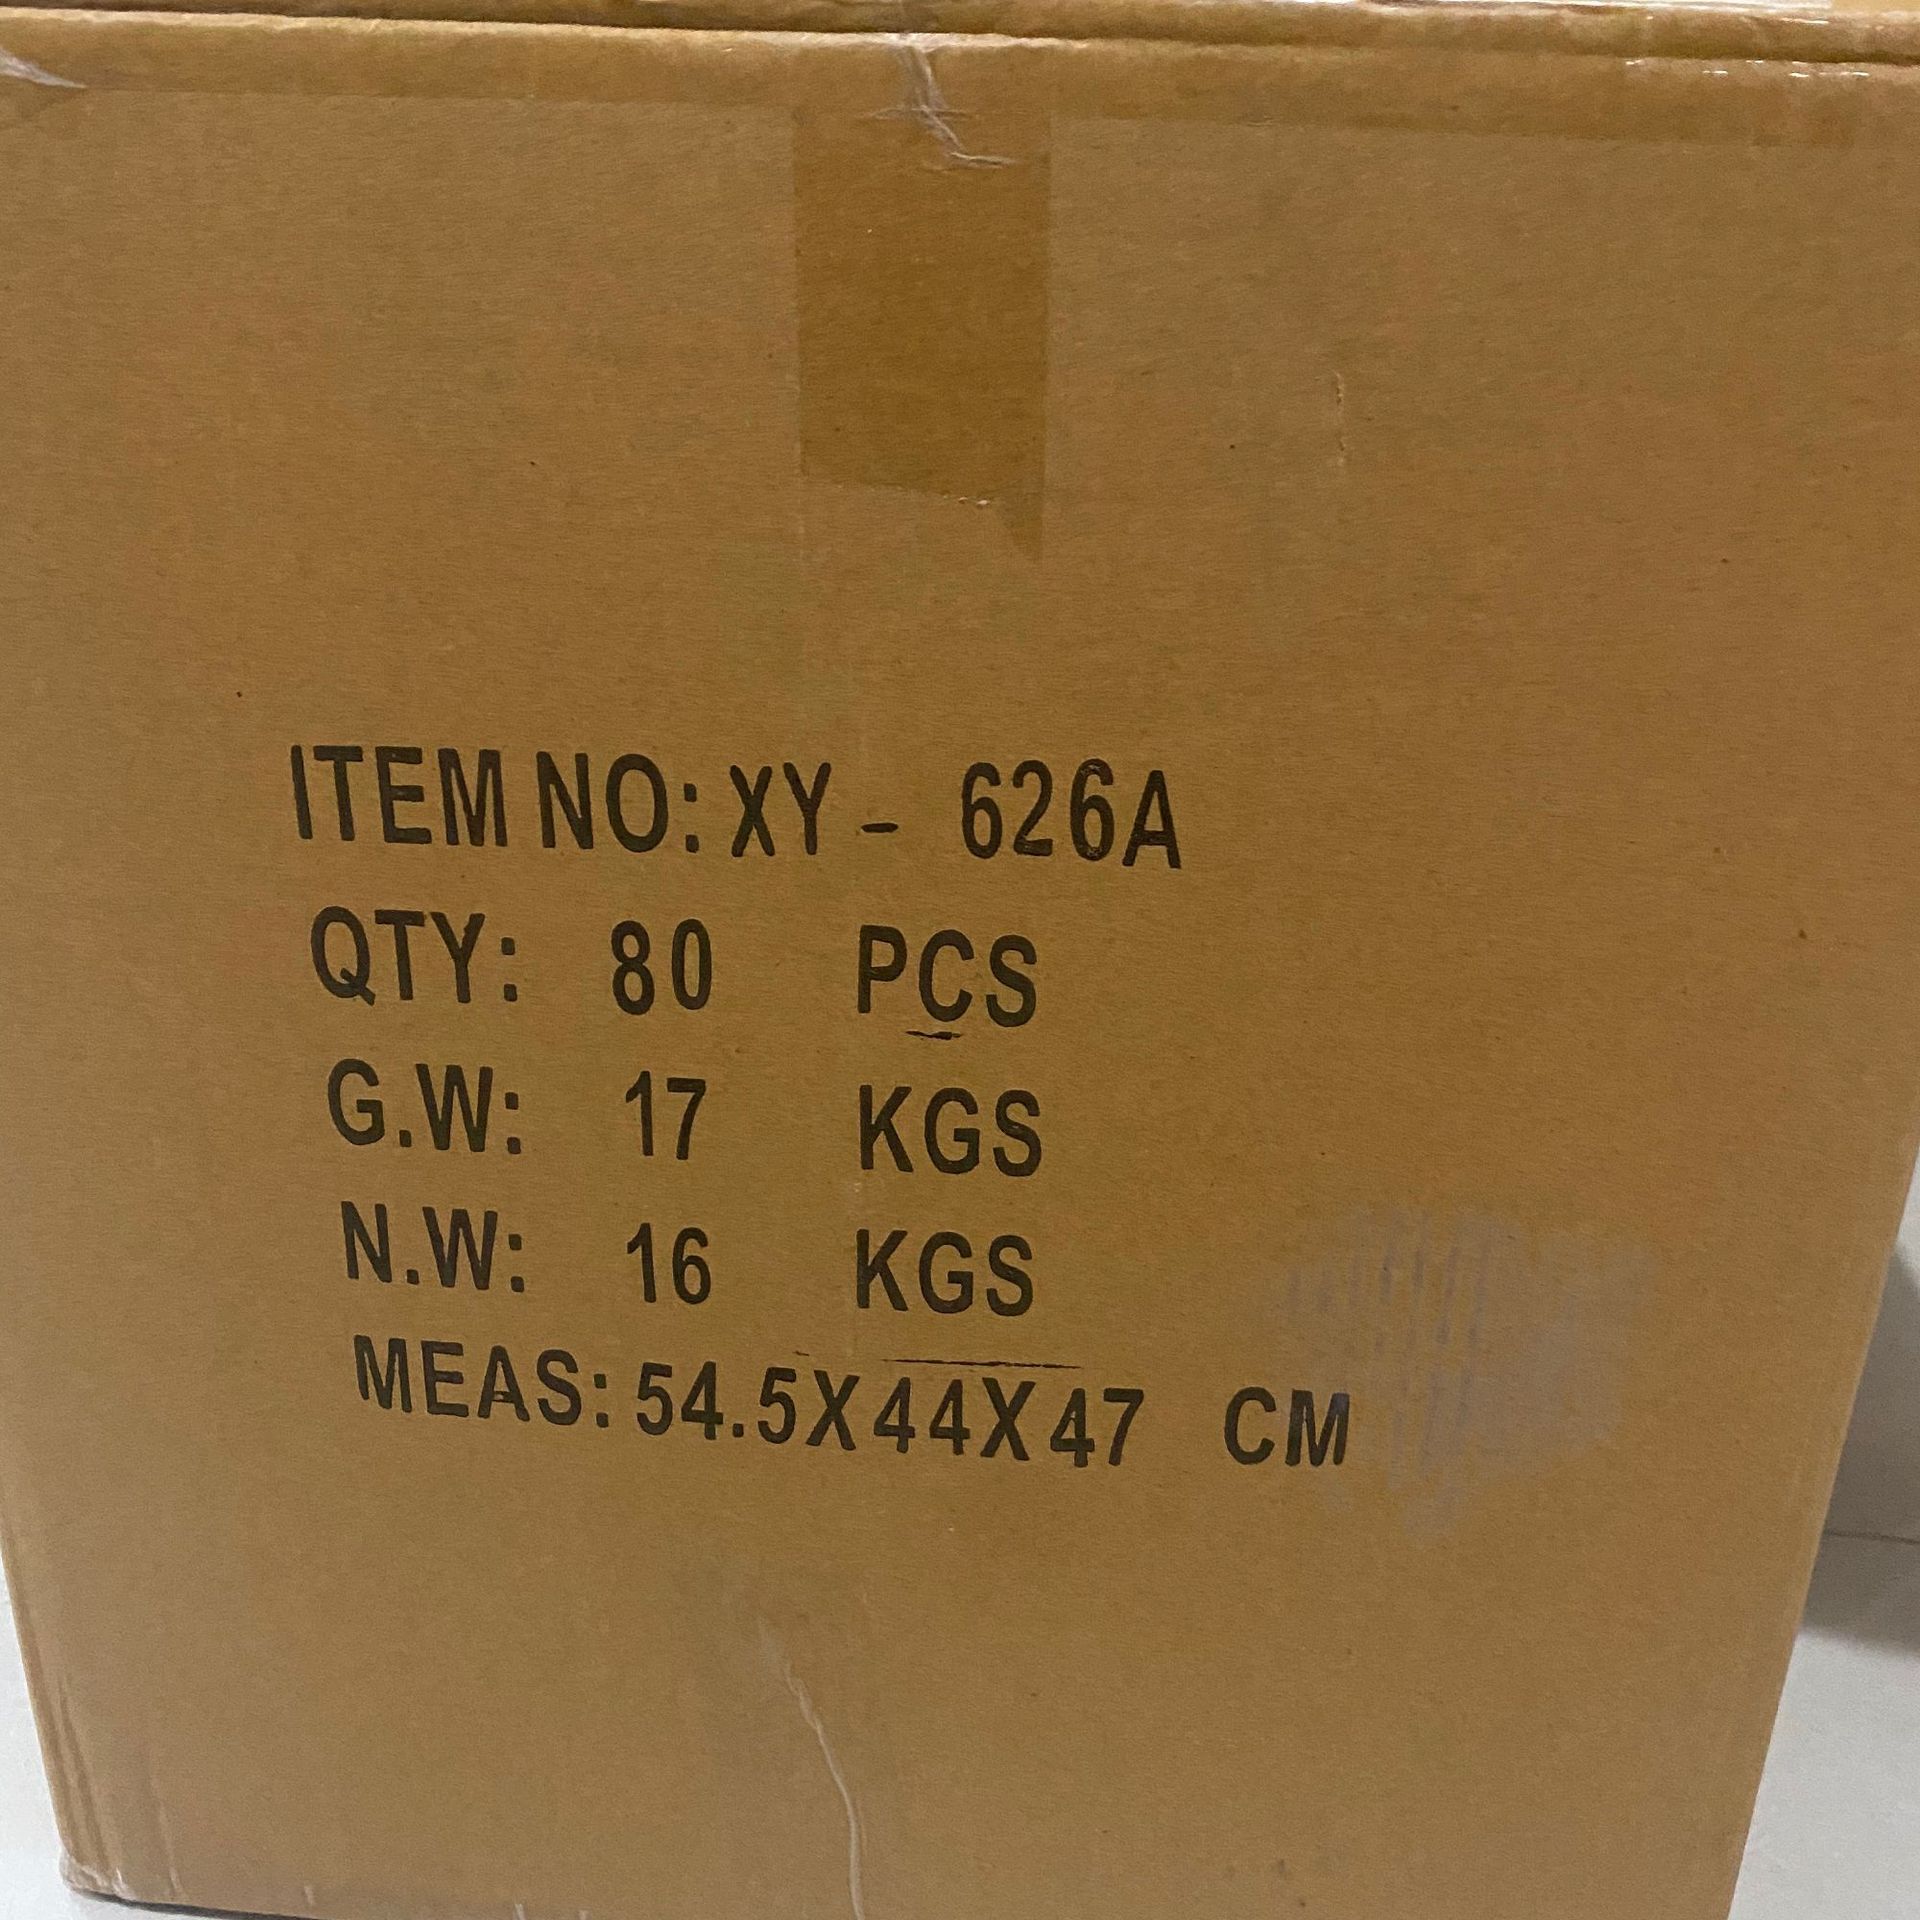 ITEM NO: XY - 626A
QTY: 80 PCS
G.W: 17 KGS
N.W: 16 KGS
MEAS: 54.5X44X47 CM